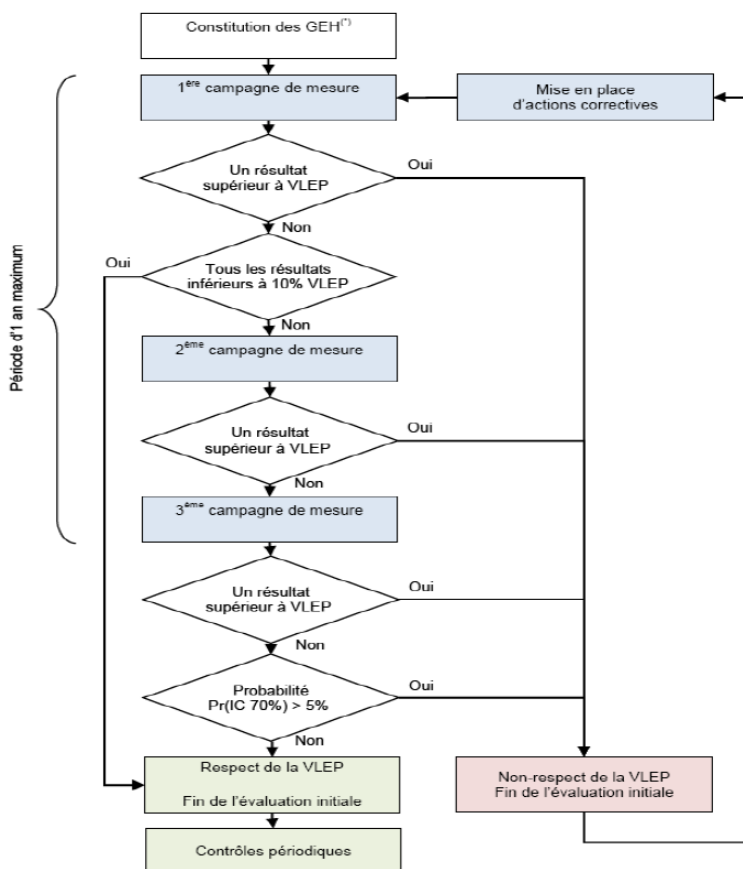 Constitution des GEH(*)
1ère campagne de mesure
Mise en place
d'actions correctives
Un résultat
supérieur à VLEP
Oui
Non
Oui
Tous les résultats
inférieurs à 10% VLEP
Non
Période d'1 an maximum
2ème campagne de mesure
Un résultat
supérieur à VLEP
Oui
Non
3ème campagne de mesure
Un résultat
supérieur à VLEP
Oui
Non
Probabilité
Pr(IC 70%) > 5%
Oui
Non
Respect de la VLEP
Fin de l'évaluation initiale
Non-respect de la VLEP
Fin de l'évaluation initiale
Contrôles périodiques